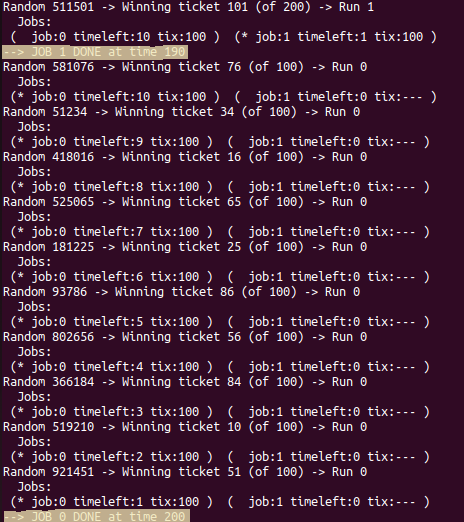 Random 511501 -> Winning ticket 101 (of 200) -> Run 1
Jobs:
( job:0 timeleft:10 tix:100 ) (* job:1 timeleft:1 tix:100 )
--> JOB 1 DONE at time 190
Random 581076 -> Winning ticket 76 (of 100) -> Run 0
Jobs:
(* job:0 timeleft:10 tix:100 ) ( job:1 timeleft:0 tix:--- )
Random 51234 -> Winning ticket 34 (of 100) -> Run 0
Jobs:
(* job:0 timeleft:9 tix:100 ) ( job:1 timeleft:0 tix:--- )
Random 418016 -> Winning ticket 16 (of 100) -> Run 0
Jobs:
(* job:0 timeleft:8 tix:100 ) ( job:1 timeleft:0 tix:--- )
Random 525065 -> Winning ticket 65 (of 100) -> Run 0
Jobs:
(* job:0 timeleft:7 tix:100 ) ( job:1 timeleft:0 tix:--- )
Random 181225 -> Winning ticket 25 (of 100) -> Run 0
Jobs:
(* job:0 timeleft:6 tix:100 ) ( job:1 timeleft:0 tix:--- )
Random 93786 -> Winning ticket 86 (of 100) -> Run 0
Jobs:
(* job:0 timeleft:5 tix:100 ) ( job:1 timeleft:0 tix:--- )
Random 802656 -> Winning ticket 56 (of 100) -> Run 0
Jobs:
(* job:0 timeleft:4 tix:100 ) ( job:1 timeleft:0 tix:--- )
Random 366184 -> Winning ticket 84 (of 100) -> Run 0
Jobs:
(* job:0 timeleft:3 tix:100 ) ( job:1 timeleft:0 tix:--- )
Random 519210 -> Winning ticket 10 (of 100) -> Run 0
Jobs:
(* job:0 timeleft:2 tix:100 ) ( job:1 timeleft:0 tix:--- )
Random 921451 -> Winning ticket 51 (of 100) -> Run 0
Jobs:
(* job:0 timeleft:1 tix:100 ) ( job:1 timeleft:0 tix:--- )
--> JOB 0 DONE at time 200